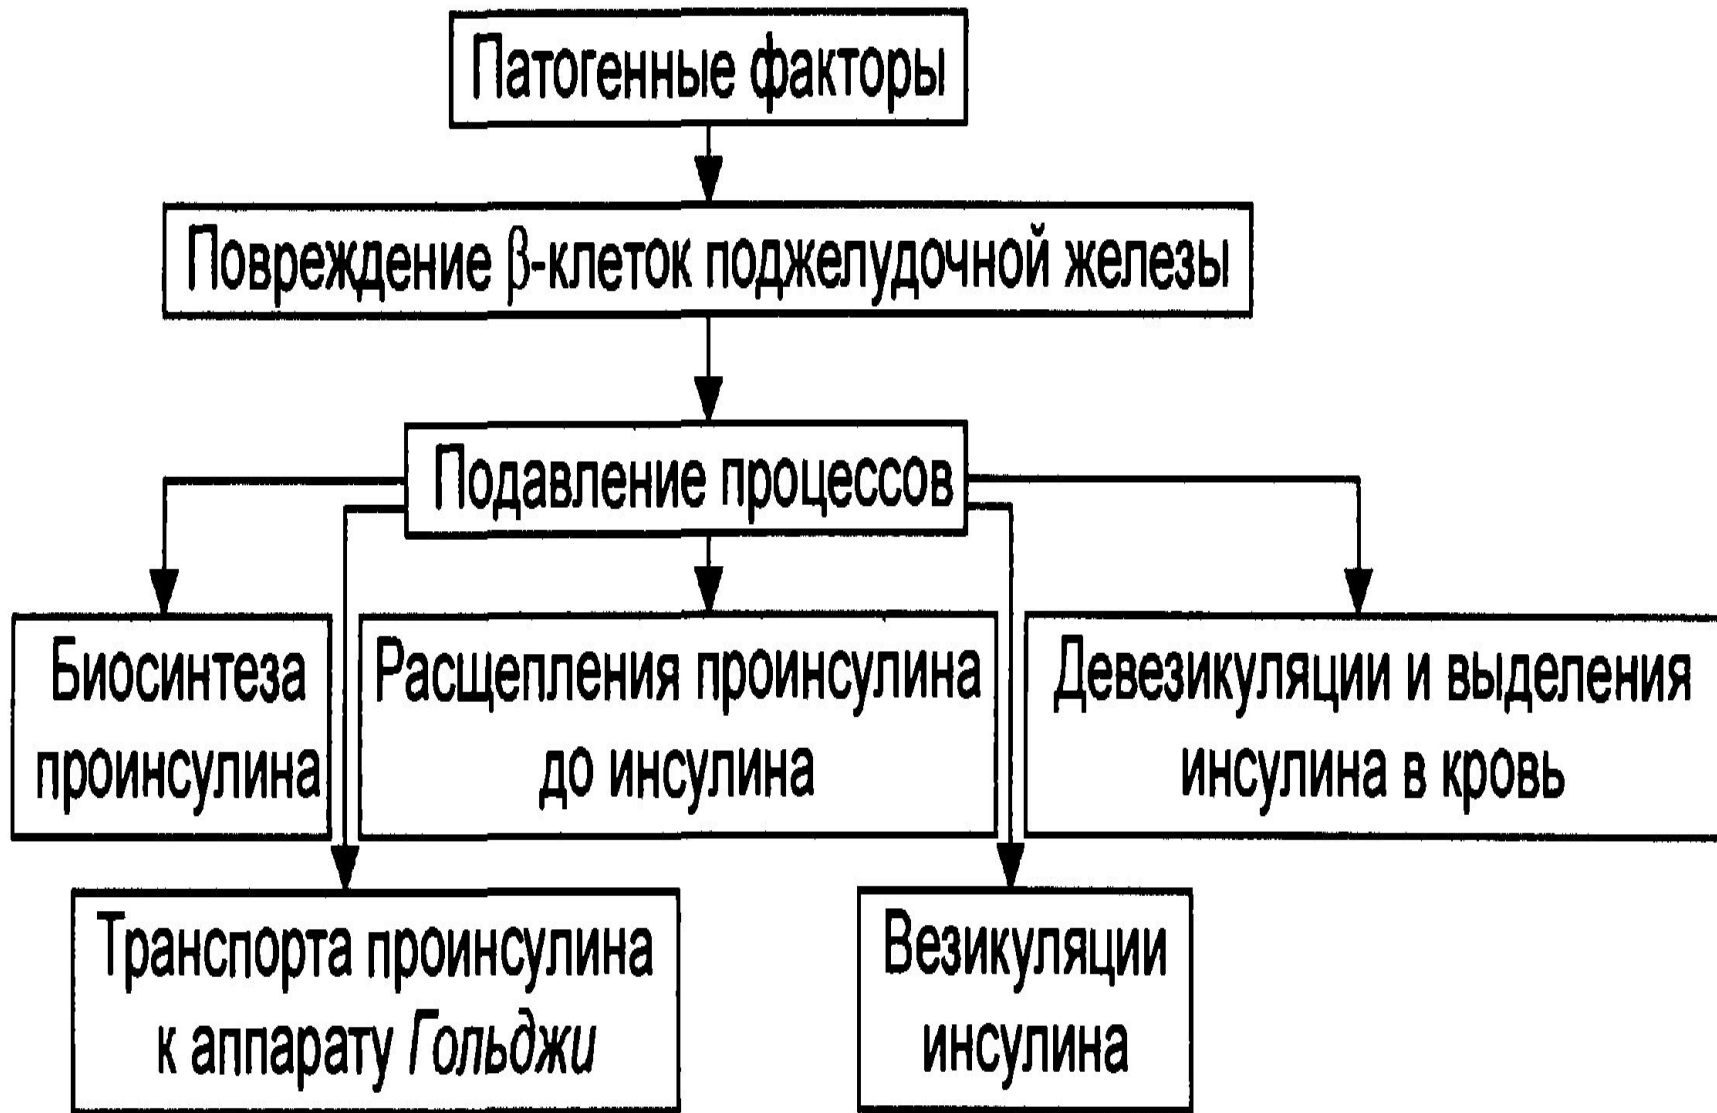 Патогенные факторы
Повреждение β-клеток поджелудочной железы
Подавление процессов
Биосинтеза
проинсулина
Расщепления проинсулина
до инсулина
Девезикуляции и выделения
инсулина в кровь
Транспорта проинсулина
к аппарату Гольджи
Везикуляции
инсулина